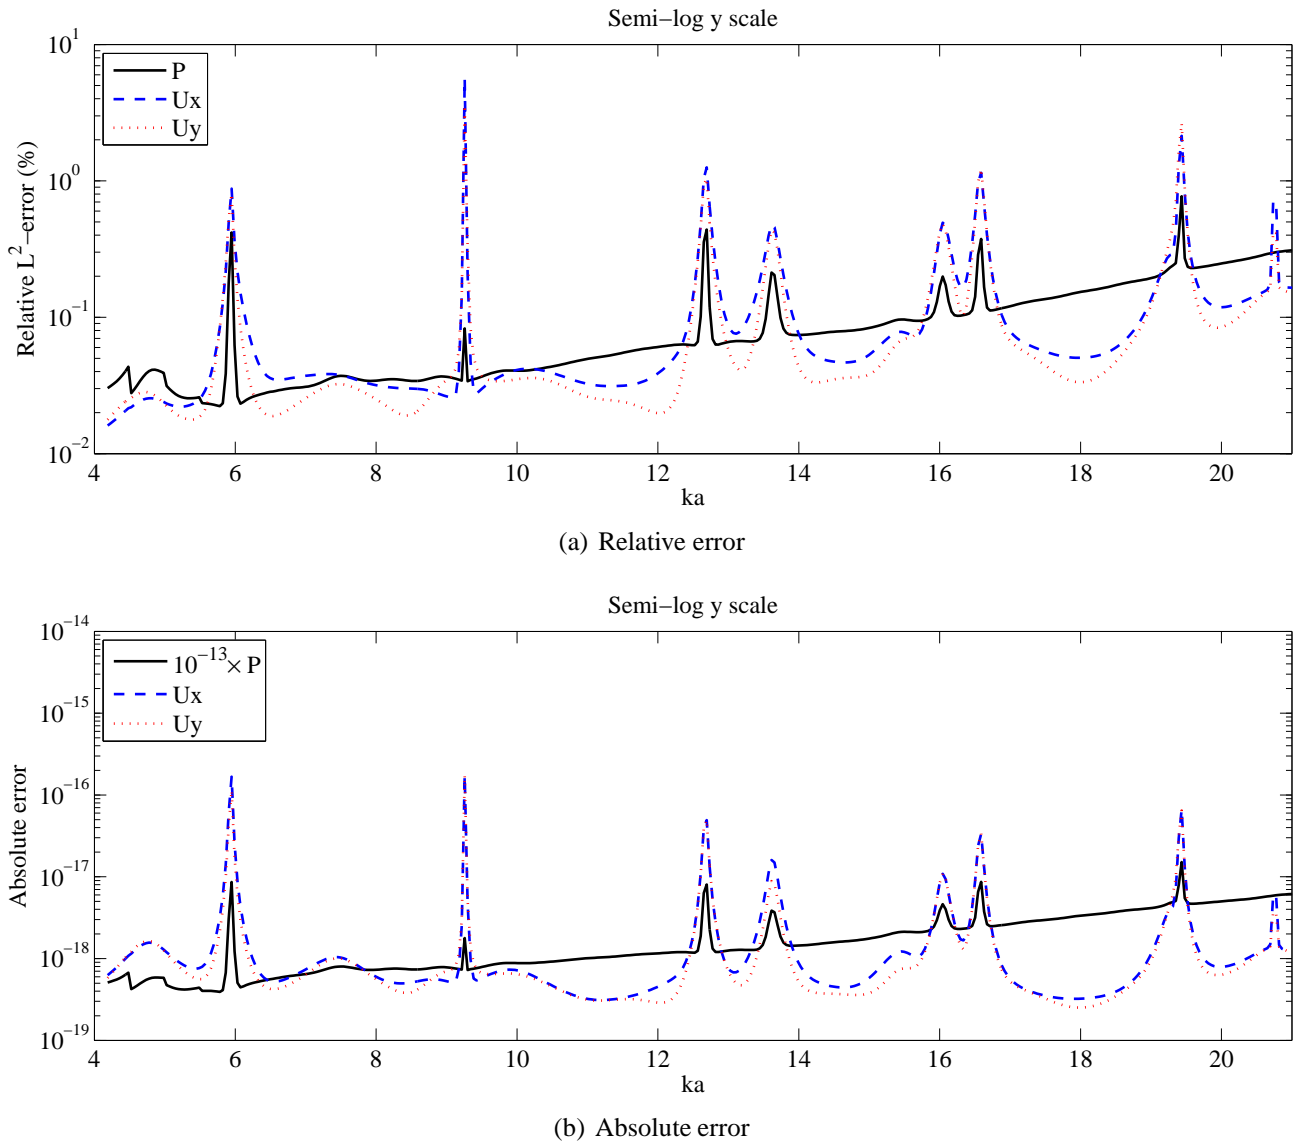 Semi−log y scale
10^1
10^0
10^−1
10^−2
Relative L^2−error (%)
P
Ux
Uy
4 6 8 10 12 14 16 18 20
ka
(a) Relative error
Semi−log y scale
10^−14
10^−15
10^−16
10^−17
10^−18
10^−19
Absolute error
10^−13× P
Ux
Uy
4 6 8 10 12 14 16 18 20
ka
(b) Absolute error